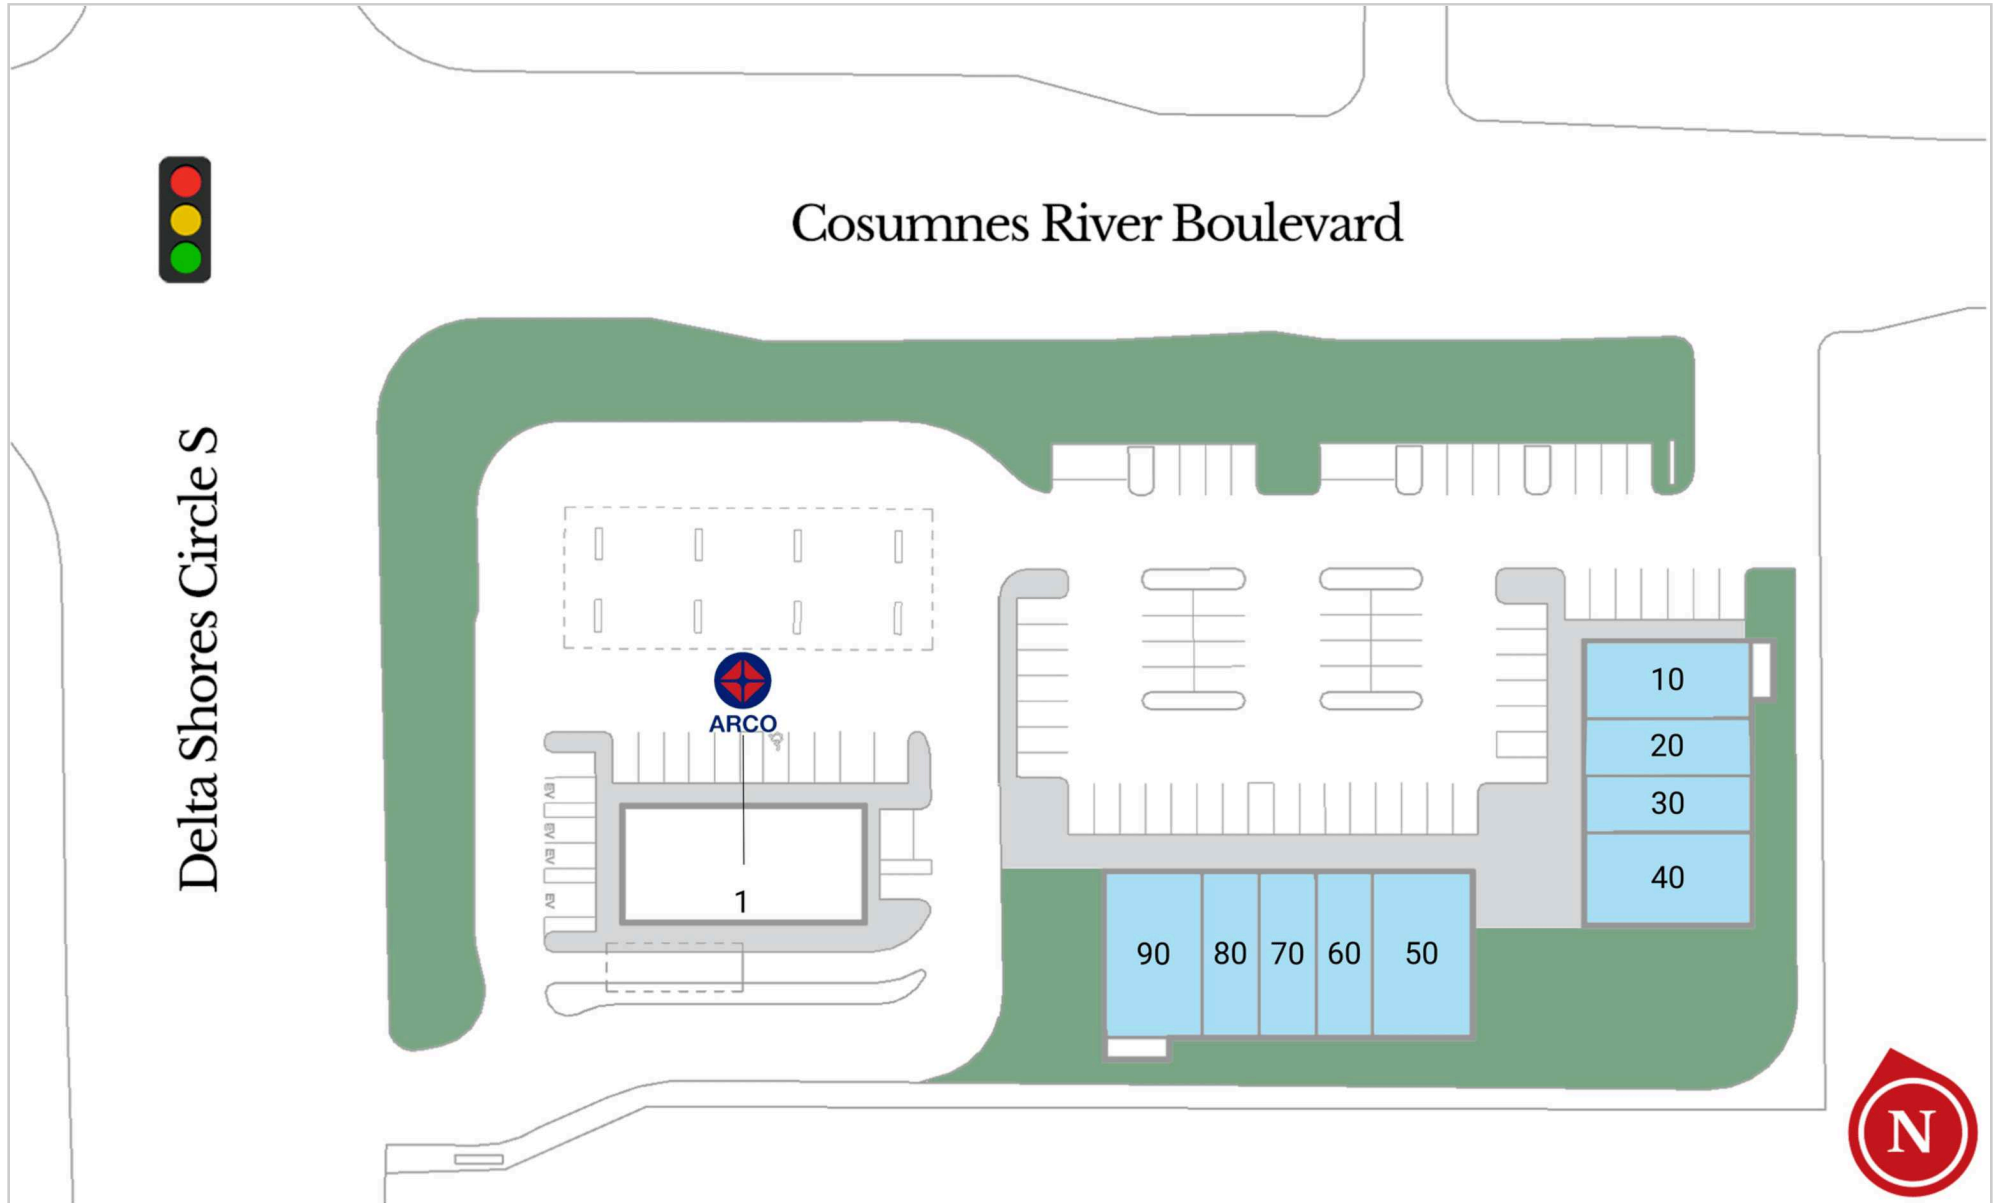 Cosumnes River Boulevard
Delta Shores Circle S
ARCO
1
EV
EV
EV
EV
10
20
30
40
90 80 70 60 50
N